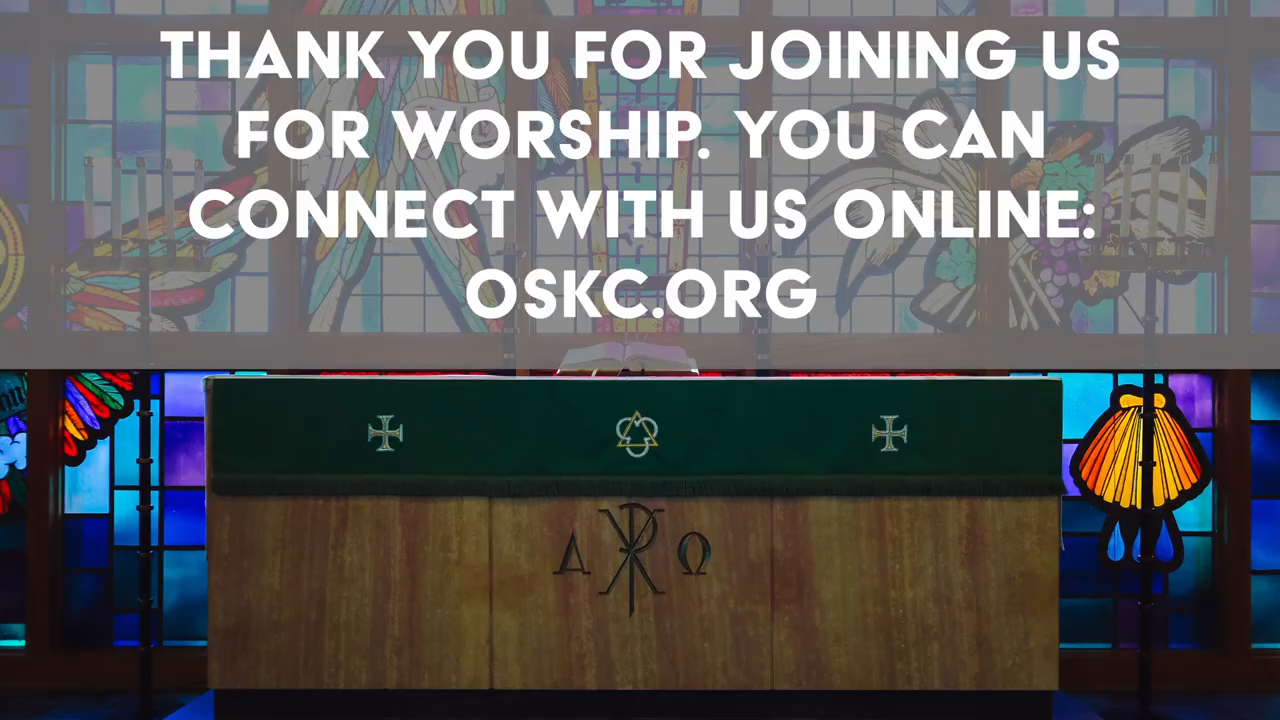 THANK YOU FOR JOINING US
FOR WORSHIP. YOU CAN
CONNECT WITH US ONLINE:
OSKC.ORG
Α ☧ Ω